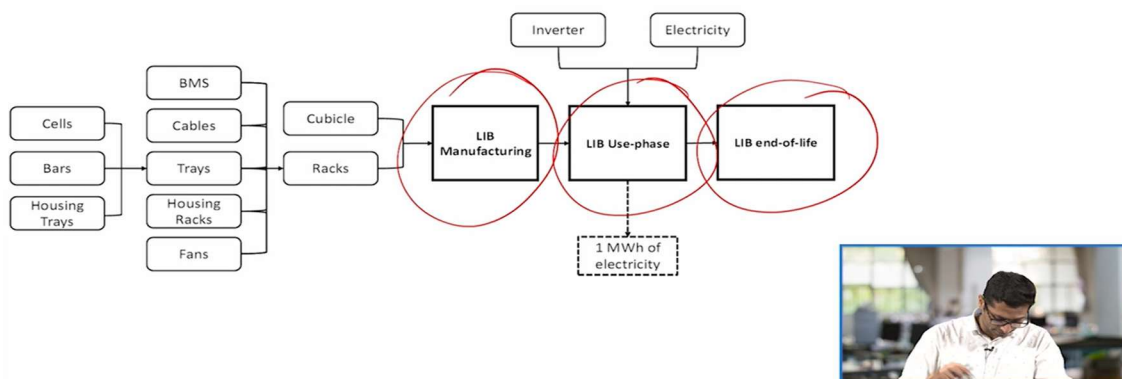 Inverter
Electricity
BMS
Cells
Cables
Cubicle
LIB
Manufacturing
LIB Use-phase
LIB end-of-life
Bars
Trays
Racks
Housing
Trays
Housing
Racks
Fans
1 MWh of
electricity